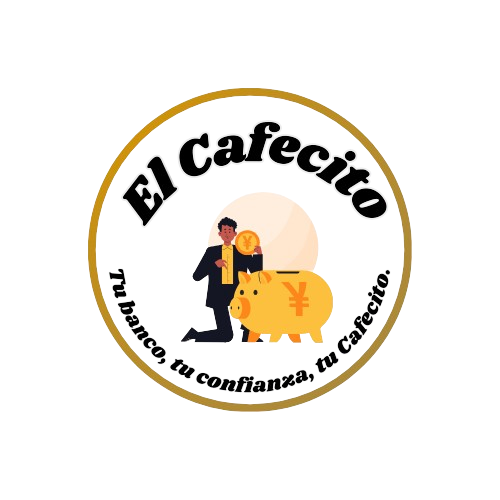 El Cafecito
¥
¥
Tu banco, tu confianza, tu Cafecito.